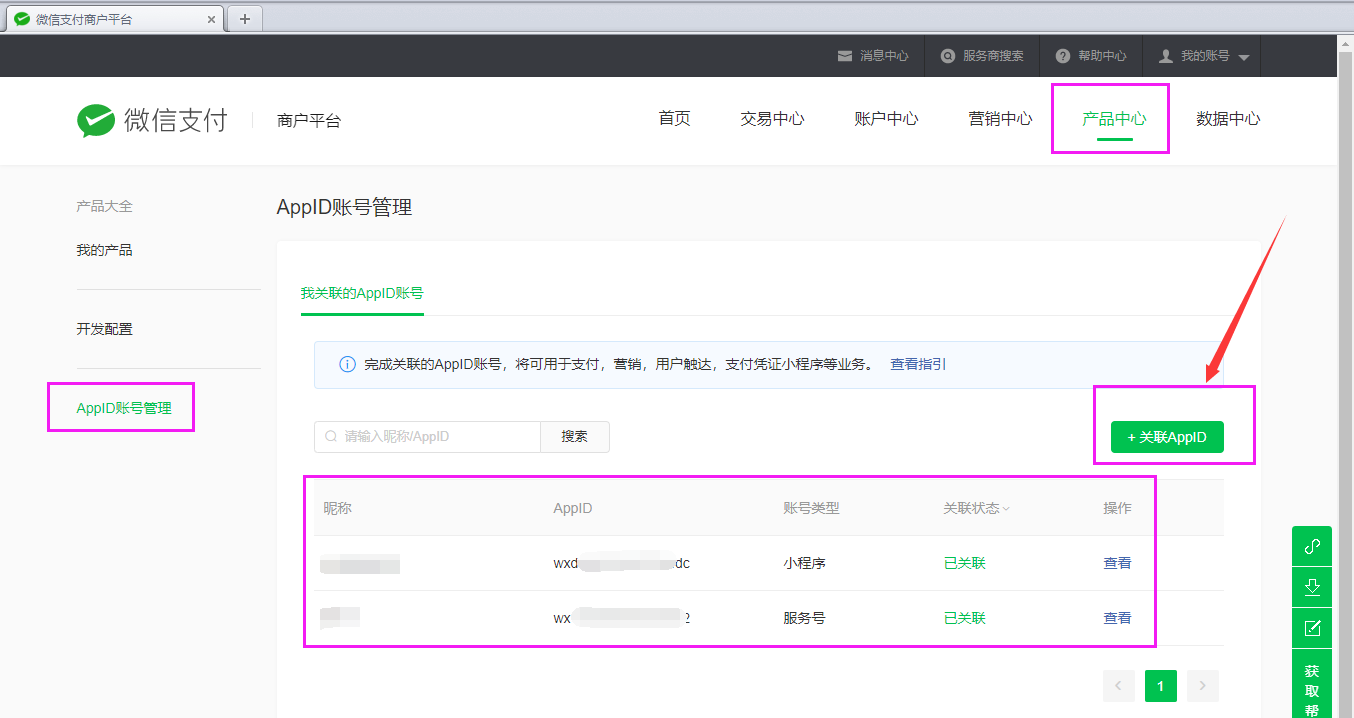 微信支付商户平台
消息中心 服务商搜索 帮助中心 我的账号
微信支付 商户平台 首页 交易中心 账户中心 营销中心 产品中心 数据中心
产品大全
我的产品
开发配置
AppID账号管理
AppID账号管理
我关联的AppID账号
完成关联的AppID账号，将可用于支付，营销，用户触达，支付凭证小程序等业务。 查看指引
请输入昵称/AppID 搜索 + 关联AppID
昵称 AppID 账号类型 关联状态 操作
wxd dc 小程序 已关联 查看
wx 2 服务号 已关联 查看
1
获
取
帮